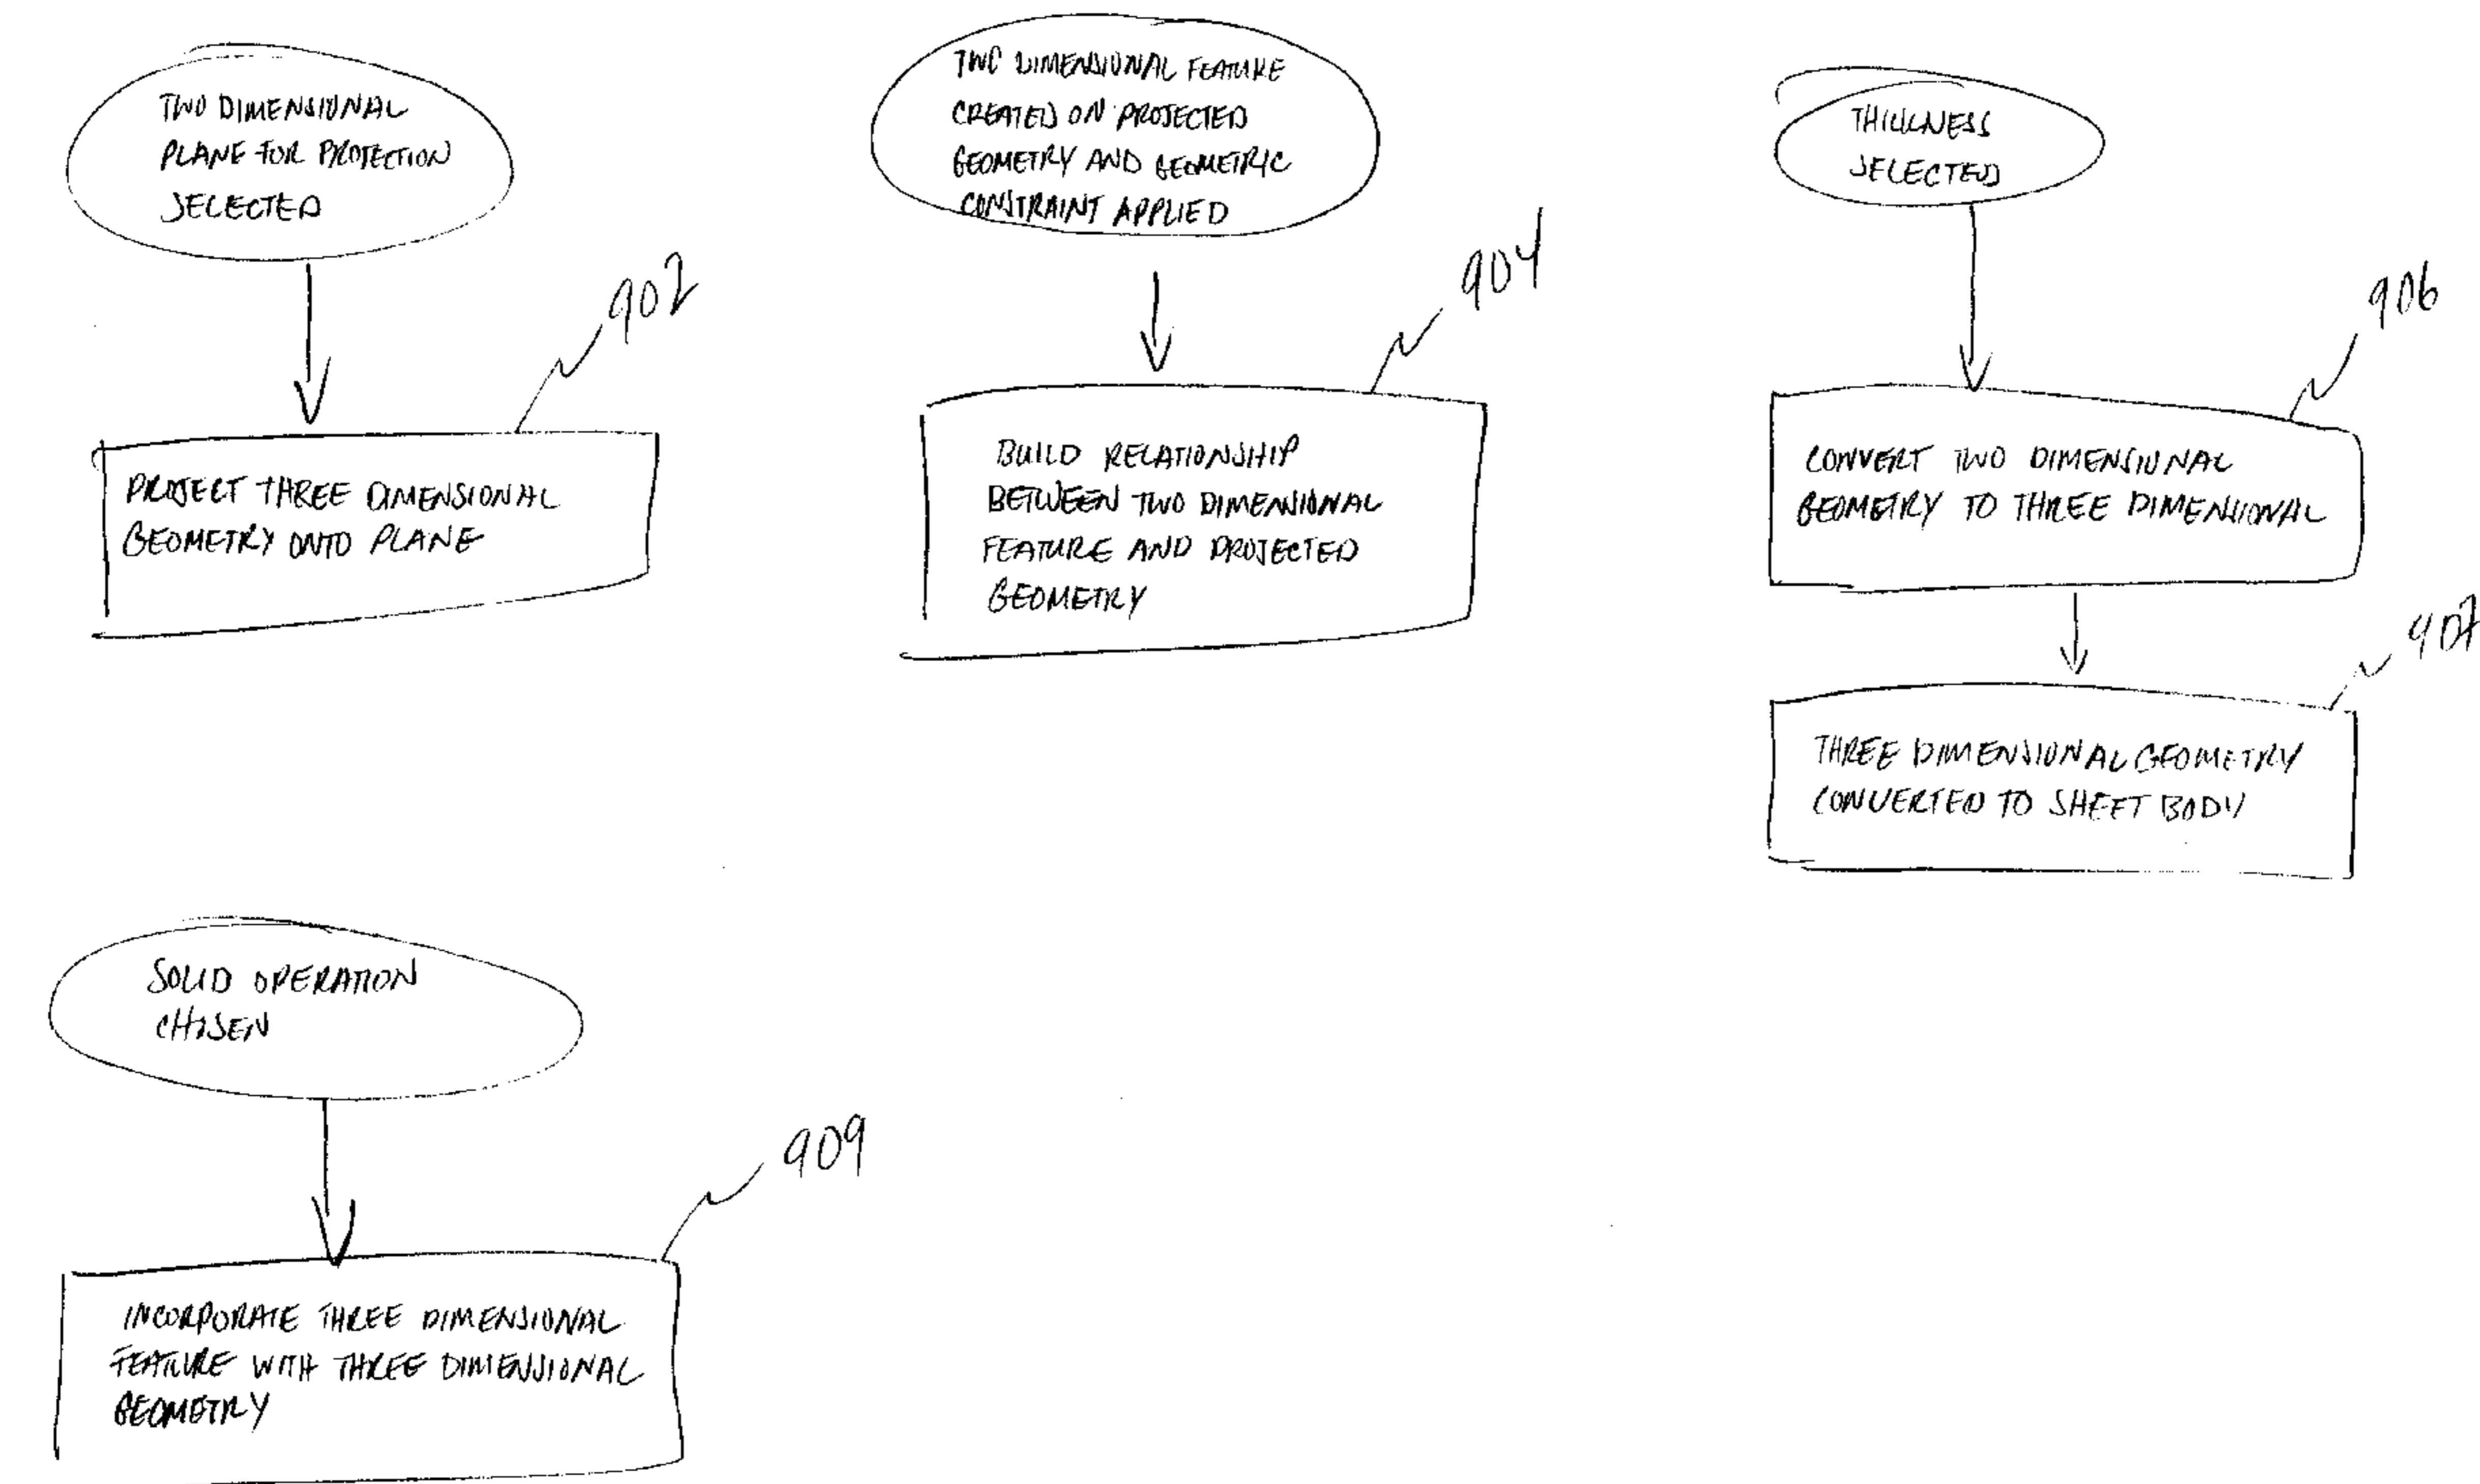 TWO DIMENSIONAL
PLANE FOR PROJECTION
SELECTED
902
PROJECT THREE DIMENSIONAL
GEOMETRY ONTO PLANE
TWO DIMENSIONAL FEATURE
CREATED ON PROJECTED
GEOMETRY AND GEOMETRIC
CONSTRAINT APPLIED
904
BUILD RELATIONSHIP
BETWEEN TWO DIMENSIONAL
FEATURE AND PROJECTED
GEOMETRY
THICKNESS
SELECTED
906
CONVERT TWO DIMENSIONAL
GEOMETRY TO THREE DIMENSIONAL
907
THREE DIMENSIONAL GEOMETRY
CONVERTED TO SHEET BODY
SOLID OPERATION
CHOSEN
909
INCORPORATE THREE DIMENSIONAL
FEATURE WITH THREE DIMENSIONAL
GEOMETRY